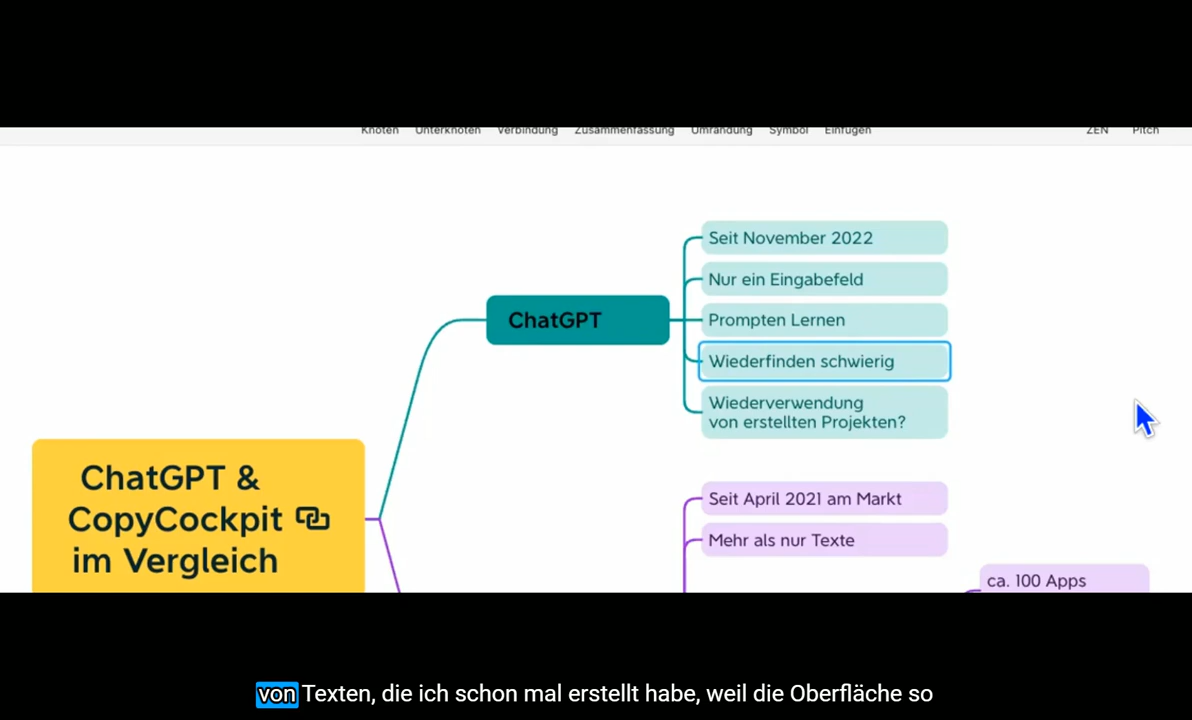 Knoten Unterknoten Verbindung Zusammenfassung Umrandung Symbol Einfügen ZEN Pitch
Seit November 2022
Nur ein Eingabefeld
ChatGPT
Prompten Lernen
Wiederfinden schwierig
Wiederverwendung
von erstellten Projekten?
ChatGPT &
CopyCockpit
im Vergleich
Seit April 2021 am Markt
Mehr als nur Texte
ca. 100 Apps
von Texten, die ich schon mal erstellt habe, weil die Oberfläche so